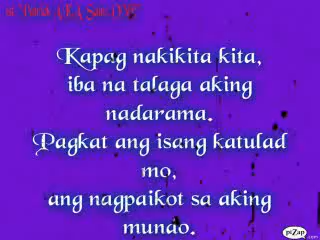 Kapag nakikita kita,
iba na talaga aking
nadarama.
Pagkat ang isang katulad
mo,
ang nagpaikot sa aking
mundo.
piZap